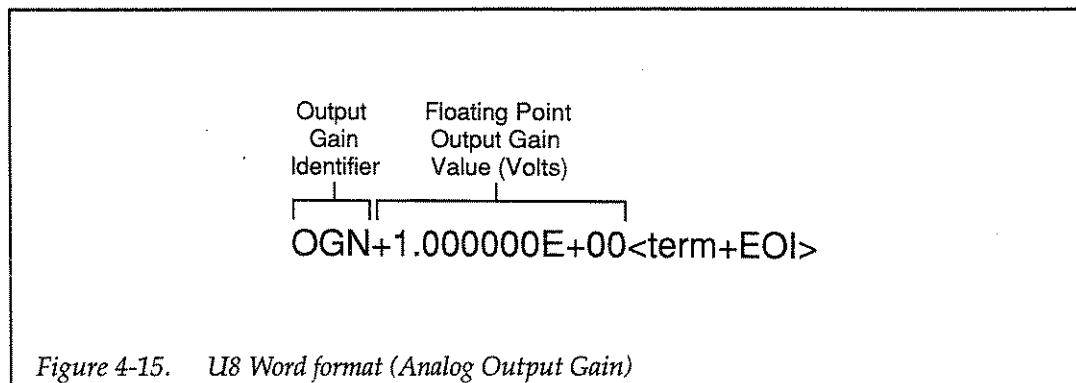 Output
Gain
Identifier
Floating Point
Output Gain
Value (Volts)
OGN+1.000000E+00<term+EOI>
Figure 4-15. U8 Word format (Analog Output Gain)